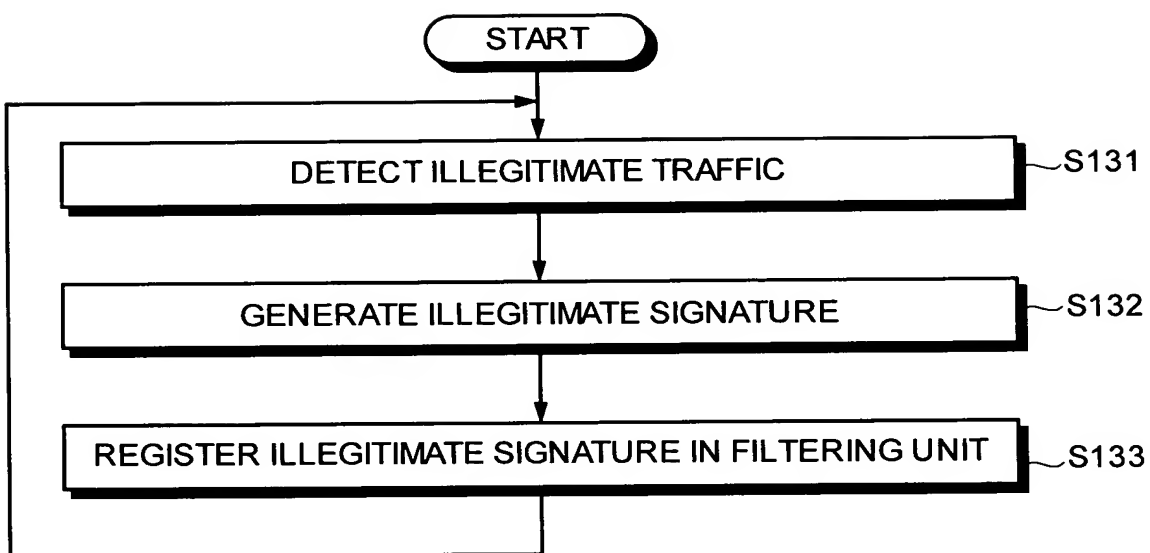 START
DETECT ILLEGITIMATE TRAFFIC
S131
GENERATE ILLEGITIMATE SIGNATURE
S132
REGISTER ILLEGITIMATE SIGNATURE IN FILTERING UNIT
S133